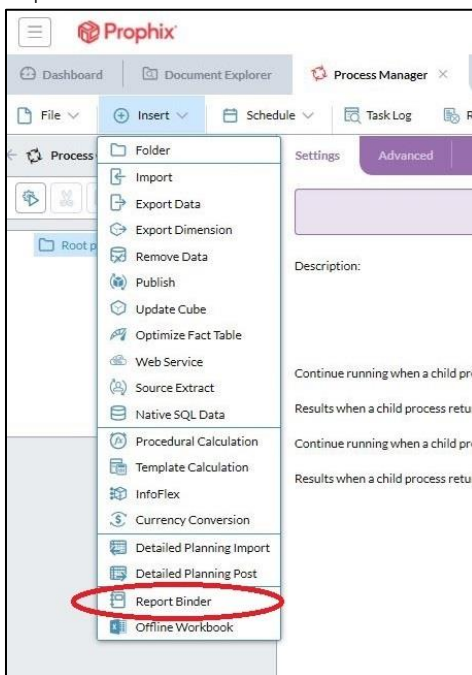 Prophix
Dashboard Document Explorer Process Manager
File Insert Schedule Task Log
Process
Folder
Settings Advanced
Import
Export Data
Export Dimension
Root p
Remove Data
Description:
Publish
Update Cube
Optimize Fact Table
Web Service
Continue running when a child pro
Source Extract
Results when a child process retu
Native SQL Data
Procedural Calculation
Continue running when a child pro
Template Calculation
Results when a child process retu
InfoFlex
Currency Conversion
Detailed Planning Import
Detailed Planning Post
Report Binder
Offline Workbook